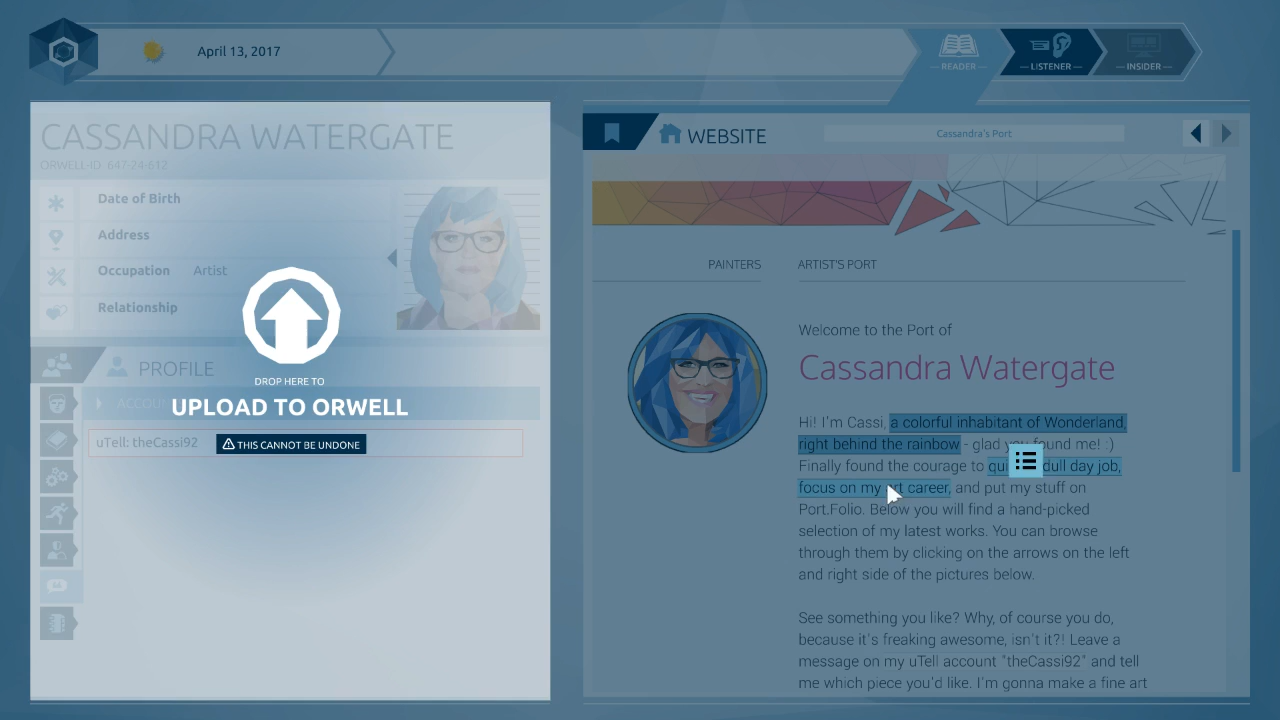 April 13, 2017
READER
LISTENER
INSIDER
CASSANDRA WATERGATE
ORWELL-ID 647-24-612
Date of Birth
Address
Occupation Artist
Relationship
PROFILE
DROP HERE TO
UPLOAD TO ORWELL
uTell: theCassi92
THIS CANNOT BE UNDONE
WEBSITE
Cassandra's Port
PAINTERS
ARTIST'S PORT
Welcome to the Port of
Cassandra Watergate
Hi! I'm Cassi, a colorful inhabitant of Wonderland,
right behind the rainbow - glad you found me! :)
Finally found the courage to dull day job,
focus on my art career, and put my stuff on
Port.Folio. Below you will find a hand-picked
selection of my latest works. You can browse
through them by clicking on the arrows on the left
and right side of the pictures below.
See something you like? Why, of course you do,
because it's freaking awesome, isn't it?! Leave a
message on my uTell account "theCassi92" and tell
me which piece you'd like. I'm gonna make a fine art